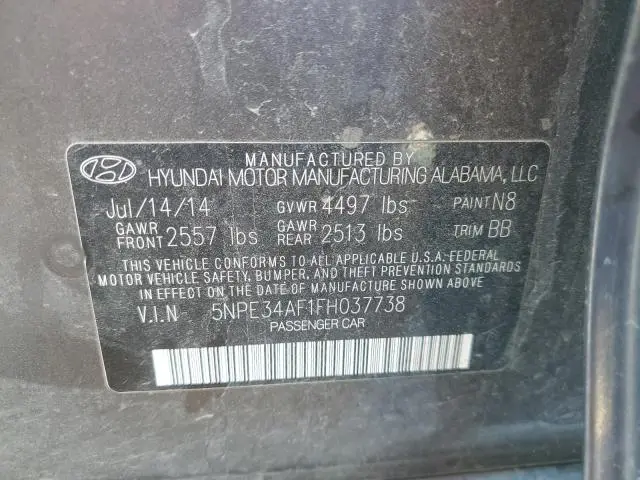 MANUFACTURED BY
HYUNDAI MOTOR MANUFACTURING ALABAMA, LLC
Jul/14/14 GVWR 4497 lbs PAINT N8
GAWR FRONT 2557 lbs GAWR REAR 2513 lbs TRIM BB
THIS VEHICLE CONFORMS TO ALL APPLICABLE U.S.A. FEDERAL
MOTOR VEHICLE SAFETY, BUMPER, AND THEFT PREVENTION STANDARDS
IN EFFECT ON THE DATE OF MANUFACTURE SHOWN ABOVE.
V.I.N 5NPE34AF1FH037738
PASSENGER CAR